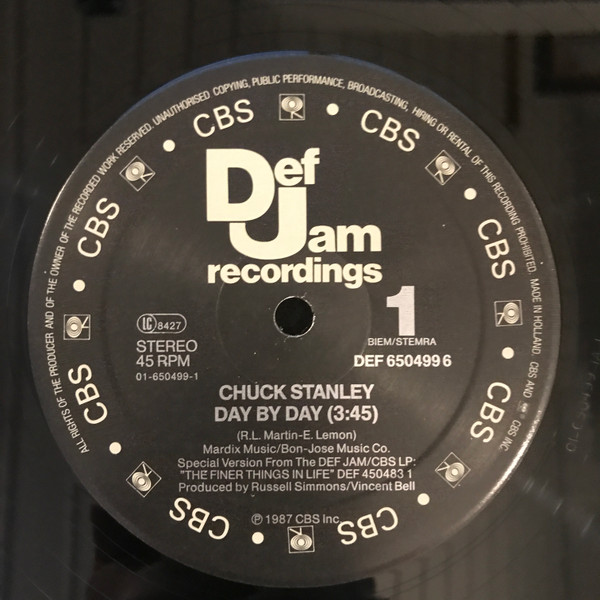 ALL RIGHTS OF THE PRODUCER AND OF THE OWNER OF THE RECORDED WORK RESERVED. UNAUTHORISED COPYING, PUBLIC PERFORMANCE, BROADCASTING, HIRING OR RENTAL OF THIS RECORDING PROHIBITED. MADE IN HOLLAND. CBS AND CBS INC.
CBS CBS CBS CBS CBS CBS CBS CBS
Def
Jam
recordings
1
BIEM/STEMRA
DEF 650499 6
LC 8427
STEREO
45 RPM
01-650499-1
CHUCK STANLEY
DAY BY DAY (3:45)
(R.L. Martin-E. Lemon)
Mardix Music/Bon-Jose Music Co.
Special Version From The DEF JAM/CBS LP:
"THE FINER THINGS IN LIFE" DEF 450483 1
Produced by Russell Simmons/Vincent Bell
℗ 1987 CBS Inc.